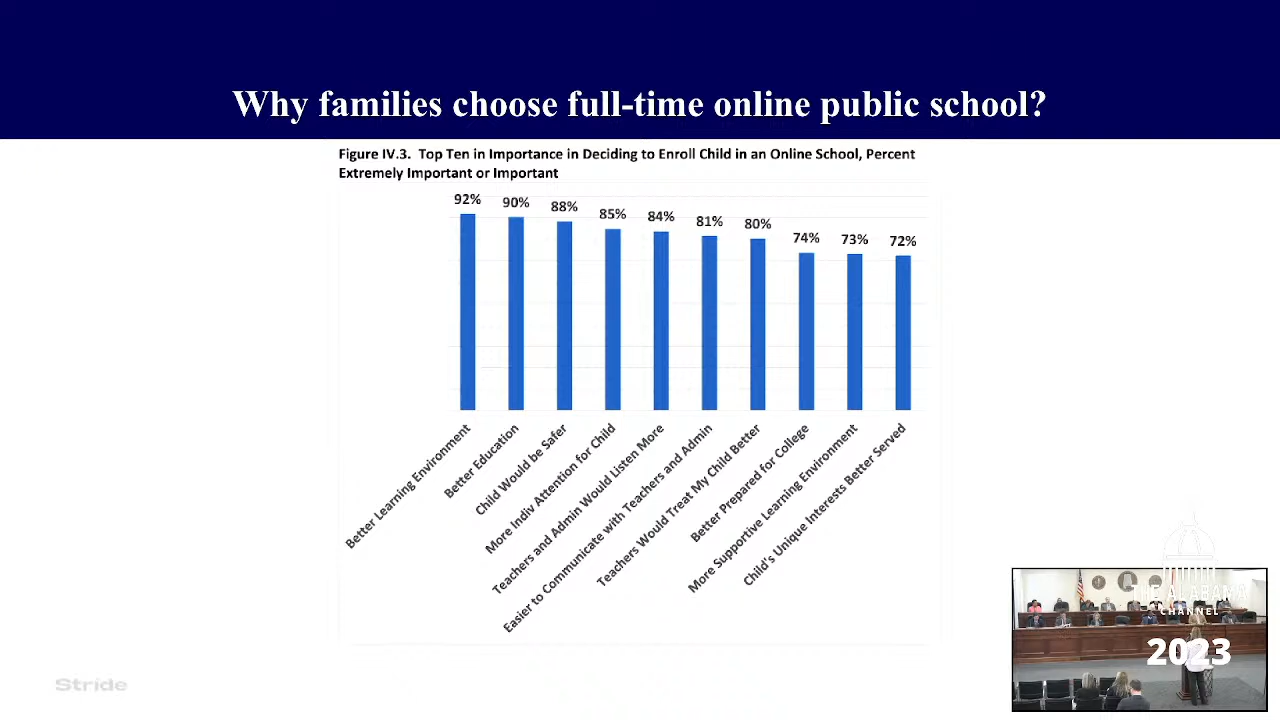 Why families choose full-time online public school?
Figure IV.3. Top Ten in Importance in Deciding to Enroll Child in an Online School, Percent
Extremely Important or Important
92%
90%
88%
85%
84%
81%
80%
74%
73%
72%
Better Learning Environment
Better Education
Child Would be Safer
More Indiv Attention for Child
Teachers and Admin Would Listen More
Easier to Communicate with Teachers and Admin
Teachers Would Treat My Child Better
Better Prepared for College
More Supportive Learning Environment
Child's Unique Interests Better Served
Stride
THE ALABAMA
CHANNEL
2023